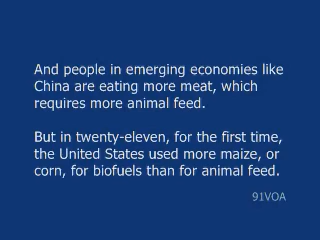 And people in emerging economies like
China are eating more meat, which
requires more animal feed.
But in twenty-eleven, for the first time,
the United States used more maize, or
corn, for biofuels than for animal feed.
91VOA